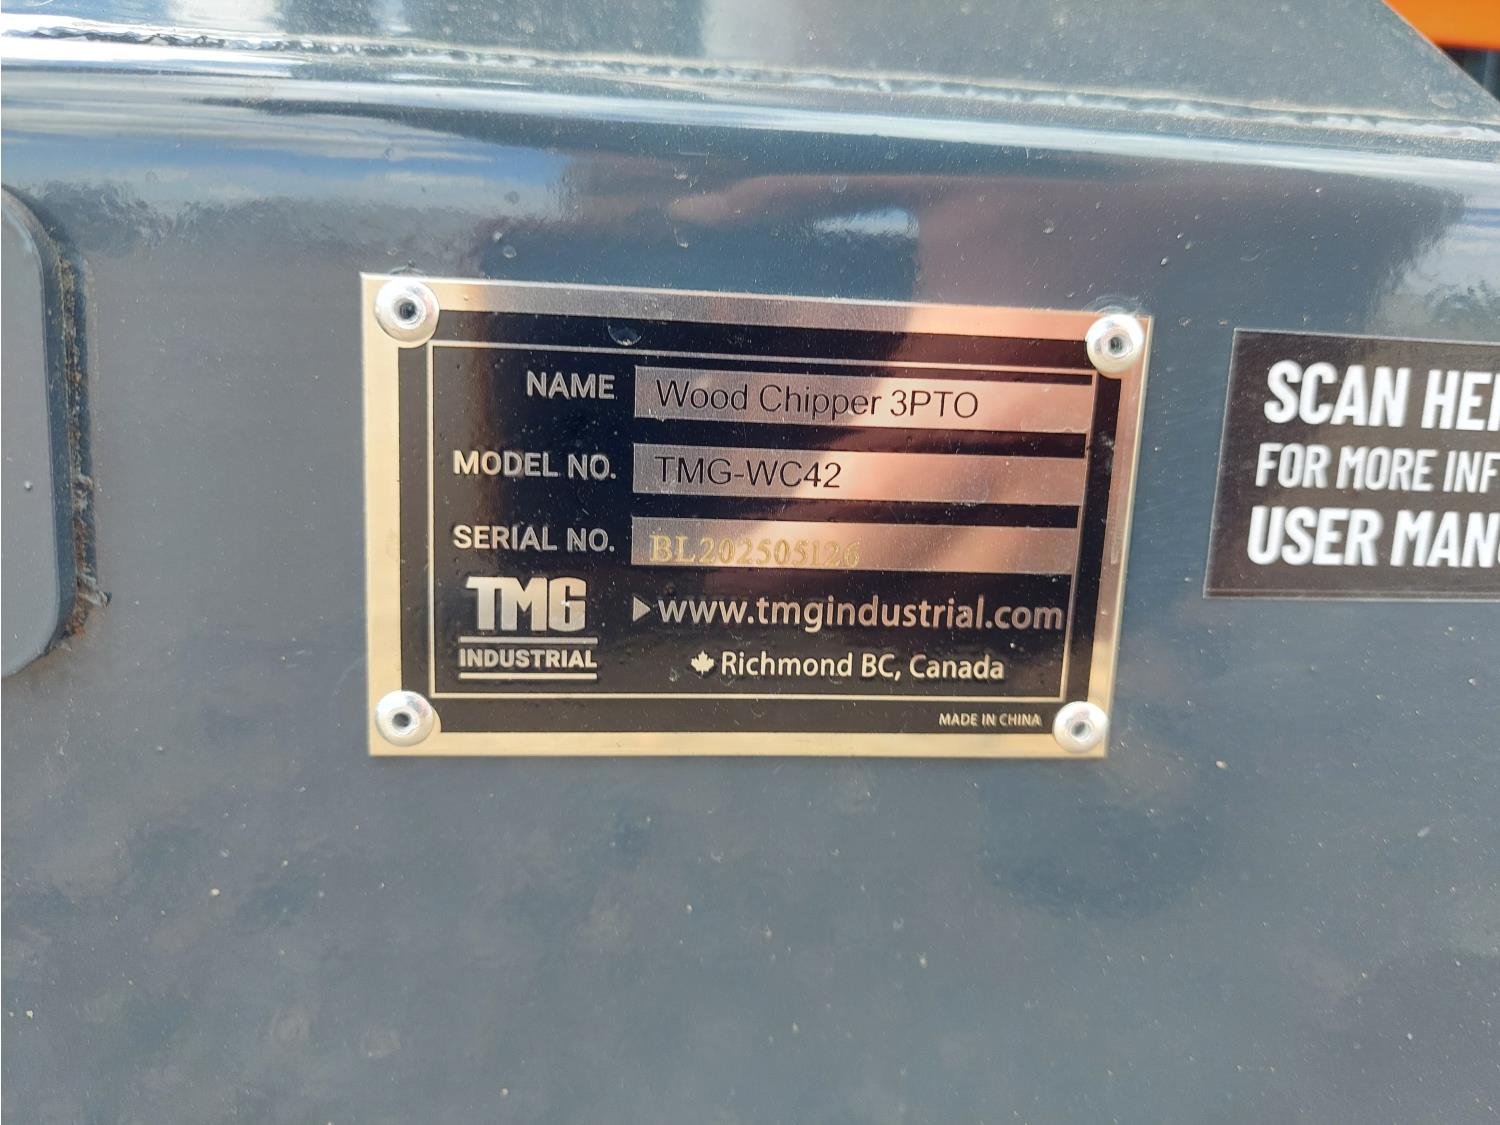 NAME Wood Chipper 3PTO
MODEL NO. TMG-WC42
SERIAL NO. BL202505126
TMG
INDUSTRIAL
www.tmgindustrial.com
Richmond BC, Canada
MADE IN CHINA
SCAN HE
FOR MORE INF
USER MAN